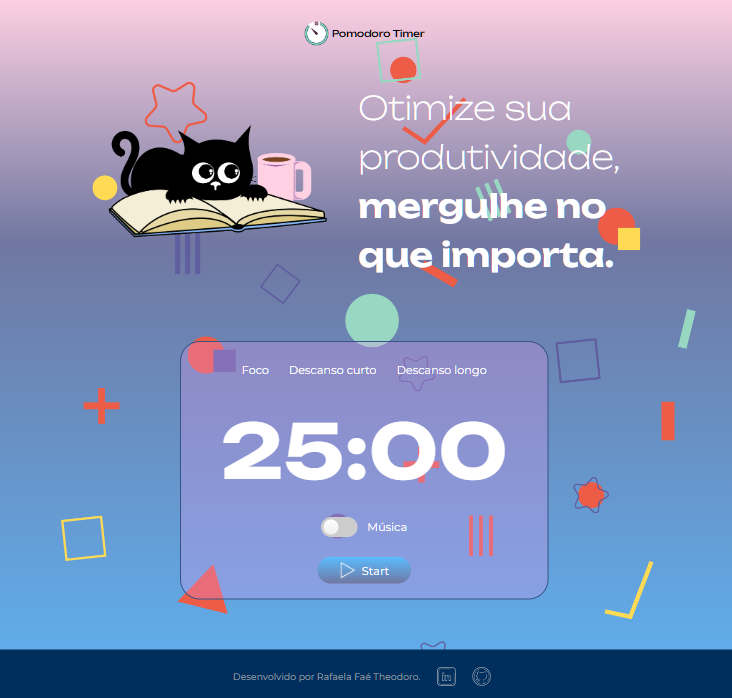 Pomodoro Timer
Otimize sua
produtividade,
mergulhe no
que importa.
Foco Descanso curto Descanso longo
25:00
Música
Start
Desenvolvido por Rafaela Faé Theodoro. in